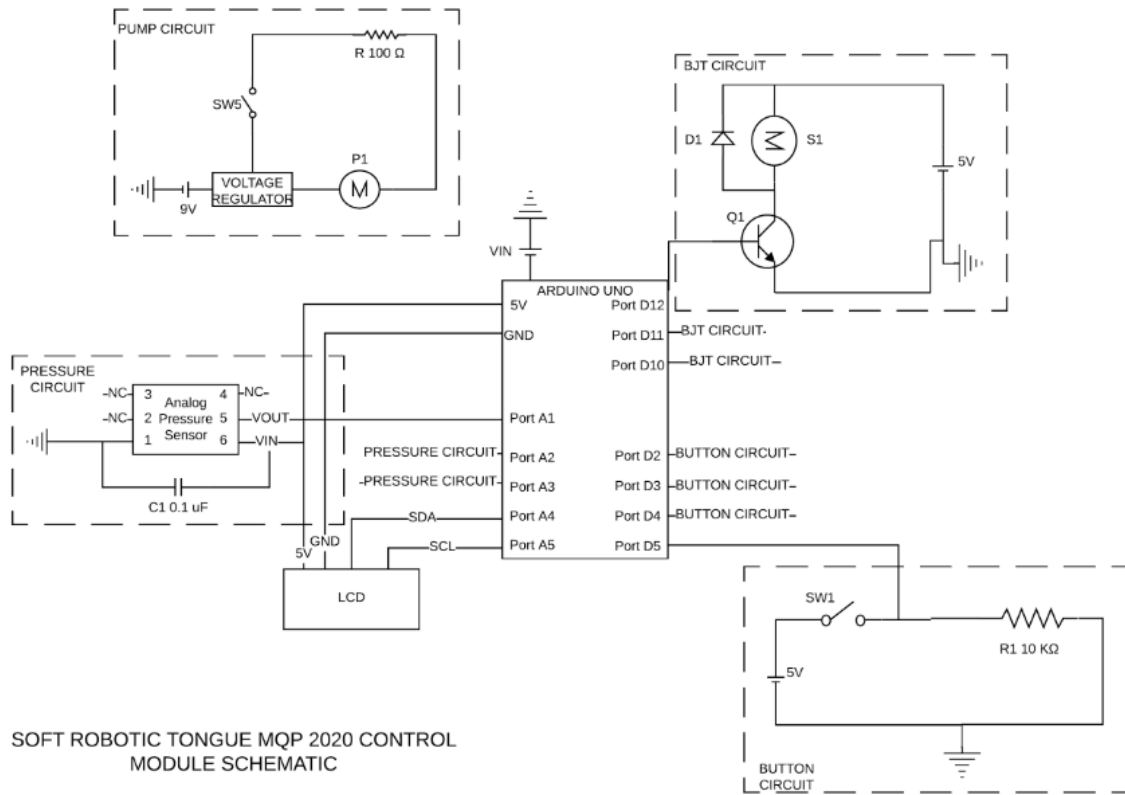 PUMP CIRCUIT
R 100 Ω
SW5
P1
VOLTAGE
REGULATOR
M
9V
BJT CIRCUIT
D1
M
S1
5V
Q1
VIN
ARDUINO UNO
5V
Port D12
GND
Port D11
BJT CIRCUIT
Port D10
BJT CIRCUIT
PRESSURE
CIRCUIT
NC
3
4
NC
Analog
Pressure
Sensor
NC
2
5
VOUT
Port A1
1
6
VIN
PRESSURE CIRCUIT
Port A2
Port D2
BUTTON CIRCUIT
PRESSURE CIRCUIT
Port A3
Port D3
BUTTON CIRCUIT
C1 0.1 uF
SDA
Port A4
Port D4
BUTTON CIRCUIT
5V
GND
SCL
Port A5
Port D5
LCD
SW1
R1 10 KΩ
5V
SOFT ROBOTIC TONGUE MQP 2020 CONTROL
MODULE SCHEMATIC
BUTTON
CIRCUIT